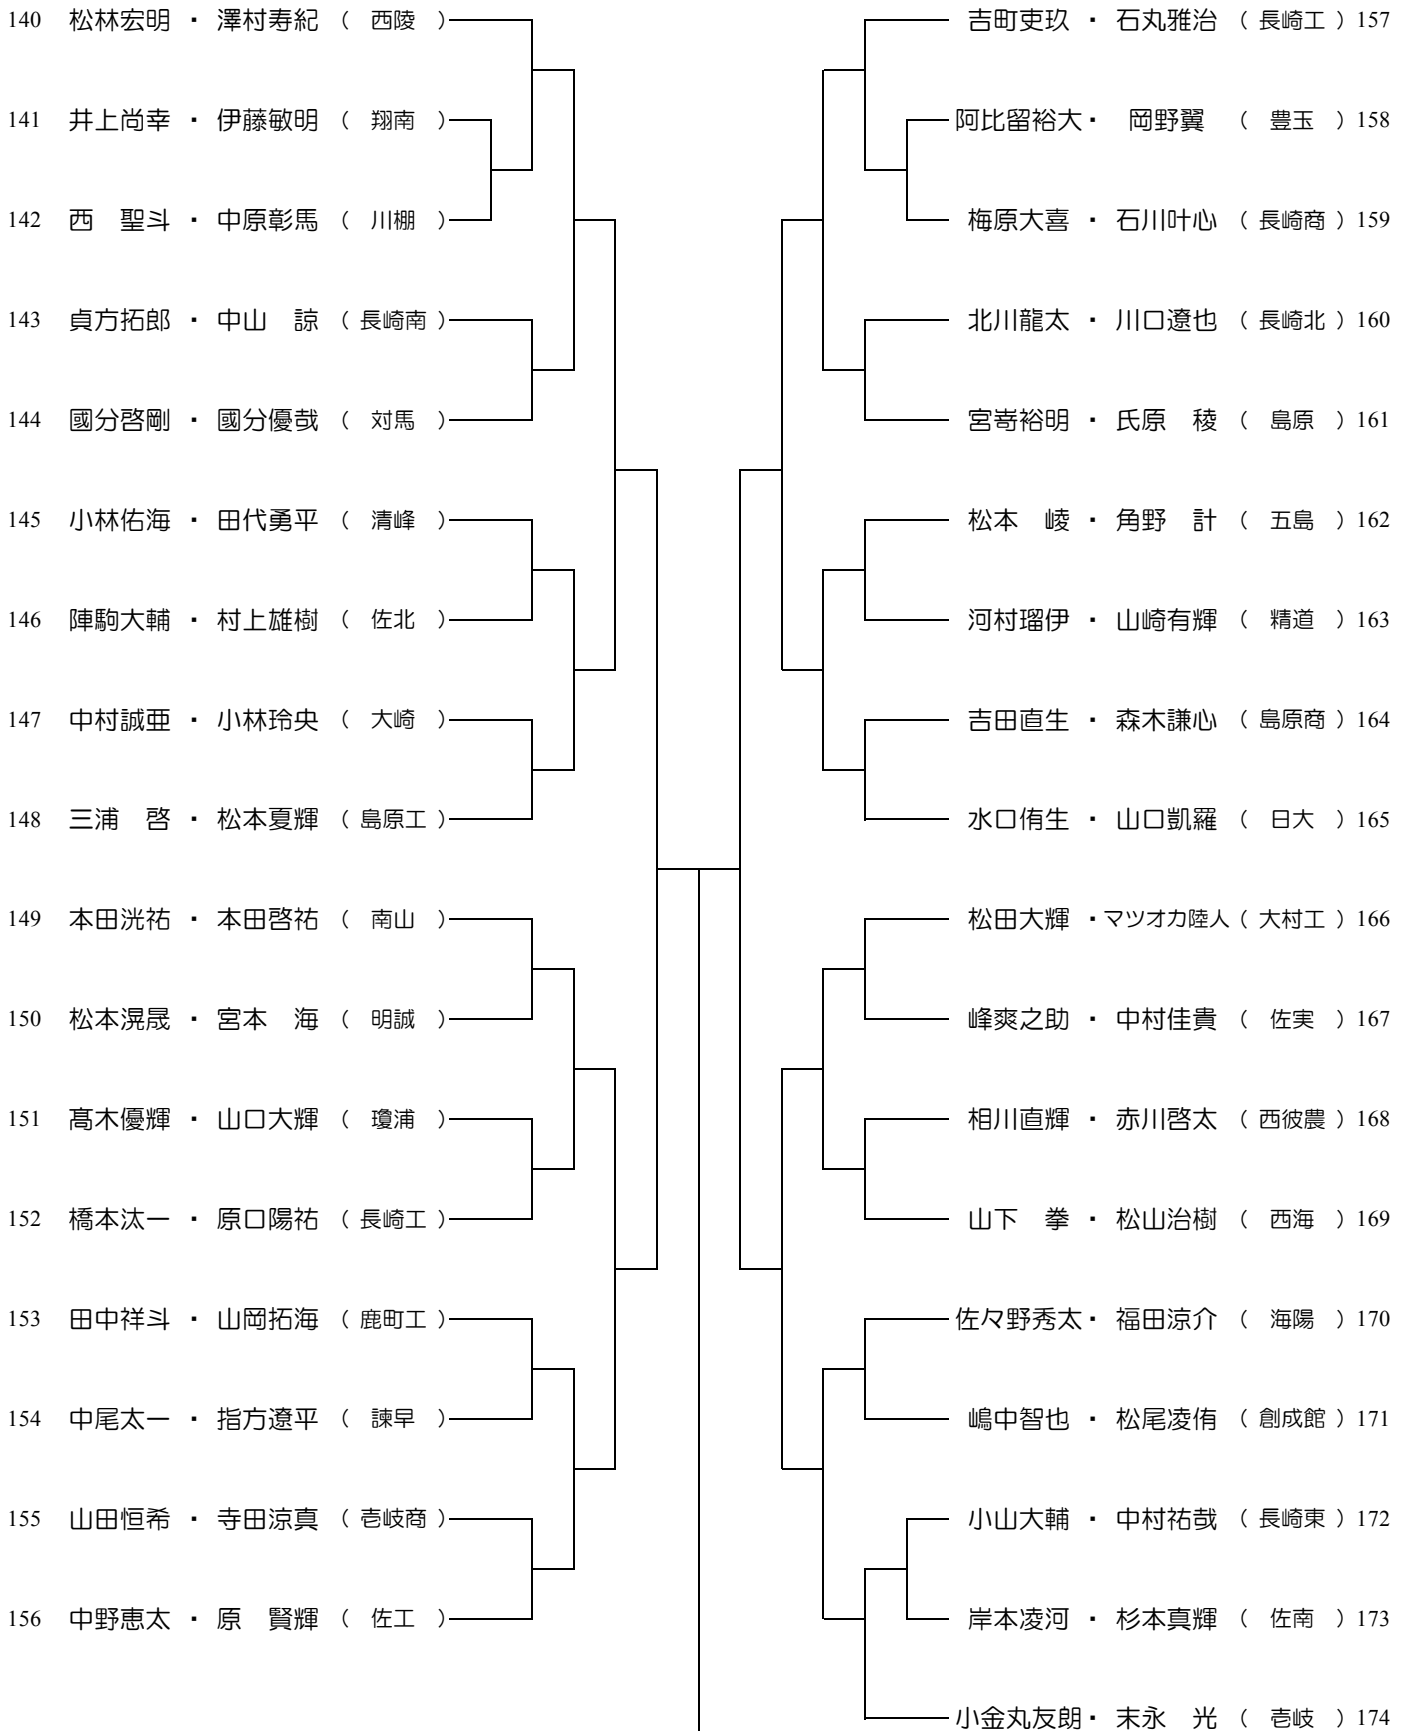 140 松林宏明 ・ 澤村寿紀 （ 西陵 ）
141 井上尚幸 ・ 伊藤敏明 （ 翔南 ）
142 西　聖斗 ・ 中原彰馬 （ 川棚 ）
143 貞方拓郎 ・ 中山　諒 （ 長崎南 ）
144 國分啓剛 ・ 國分優哉 （ 対馬 ）
145 小林佑海 ・ 田代勇平 （ 清峰 ）
146 陣駒大輔 ・ 村上雄樹 （ 佐北 ）
147 中村誠亜 ・ 小林玲央 （ 大崎 ）
148 三浦　啓 ・ 松本夏輝 （ 島原工 ）
149 本田洸祐 ・ 本田啓祐 （ 南山 ）
150 松本滉晟 ・ 宮本　海 （ 明誠 ）
151 髙木優輝 ・ 山口大輝 （ 瓊浦 ）
152 橋本汰一 ・ 原口陽祐 （ 長崎工 ）
153 田中祥斗 ・ 山岡拓海 （ 鹿町工 ）
154 中尾太一 ・ 指方遼平 （ 諫早 ）
155 山田恒希 ・ 寺田涼真 （ 壱岐商 ）
156 中野恵太 ・ 原　賢輝 （ 佐工 ）
吉町吏玖 ・ 石丸雅治 （ 長崎工 ） 157
阿比留裕大・ 岡野翼 （ 豊玉 ） 158
梅原大喜 ・ 石川叶心 （ 長崎商 ） 159
北川龍太 ・ 川口遼也 （ 長崎北 ） 160
宮嵜裕明 ・ 氏原　稜 （ 島原 ） 161
松本　崚 ・ 角野　計 （ 五島 ） 162
河村瑠伊 ・ 山崎有輝 （ 精道 ） 163
吉田直生 ・ 森木謙心 （ 島原商 ） 164
水口侑生 ・ 山口凱羅 （ 日大 ） 165
松田大輝 ・マツオカ陸人 （ 大村工 ） 166
峰爽之助 ・ 中村佳貴 （ 佐実 ） 167
相川直輝 ・ 赤川啓太 （ 西彼農 ） 168
山下　拳 ・ 松山治樹 （ 西海 ） 169
佐々野秀太・ 福田涼介 （ 海陽 ） 170
嶋中智也 ・ 松尾凌侑 （ 創成館 ） 171
小山大輔 ・ 中村祐哉 （ 長崎東 ） 172
岸本凌河 ・ 杉本真輝 （ 佐南 ） 173
小金丸友朗・ 末永　光 （ 壱岐 ） 174